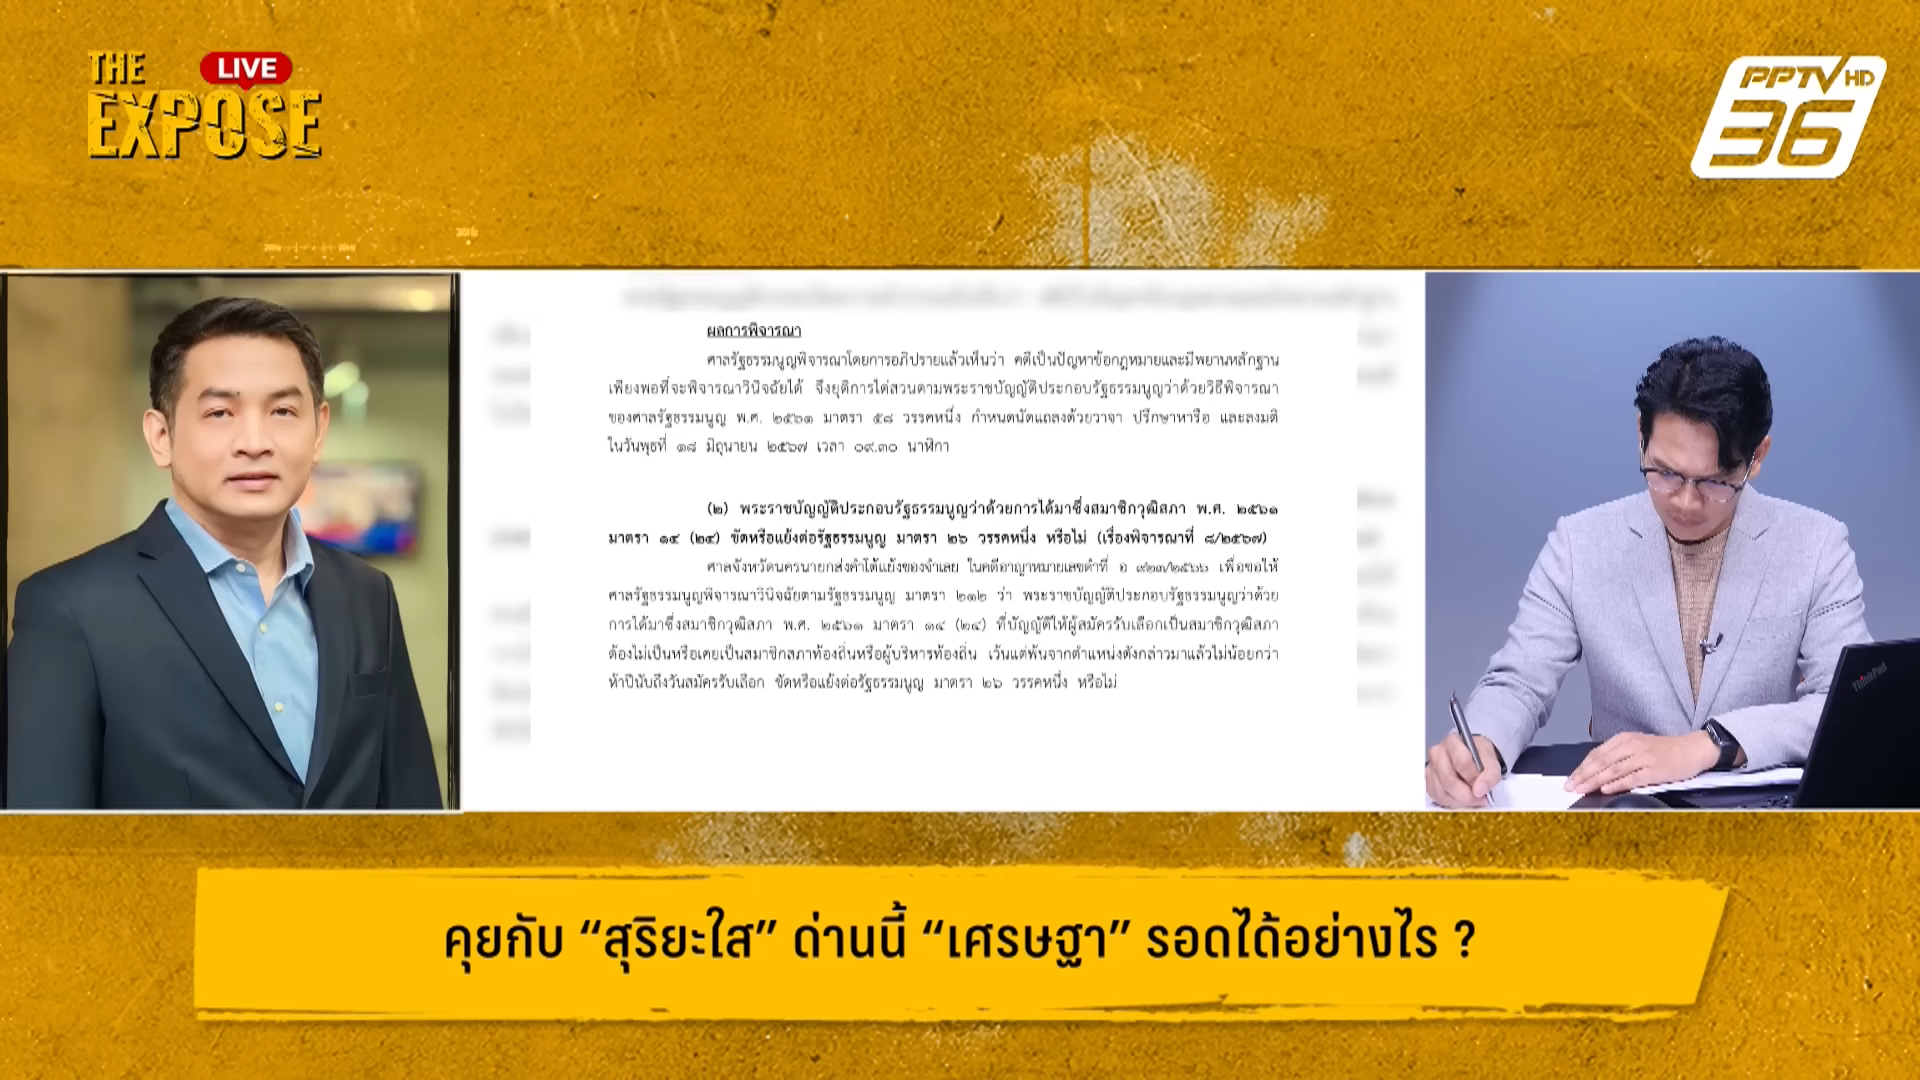 THE
LIVE
EXPOSE
PPTV HD
36
ผลการพิจารณา
ศาลรัฐธรรมนูญพิจารณาโดยการอภิปรายแล้วเห็นว่า คดีเป็นปัญหาข้อกฎหมายและมีพยานหลักฐาน
เพียงพอที่จะพิจารณาวินิจฉัยได้ จึงยุติการไต่สวนตามพระราชบัญญัติประกอบรัฐธรรมนูญว่าด้วยวิธีพิจารณา
ของศาลรัฐธรรมนูญ พ.ศ. ๒๕๖๑ มาตรา ๕๘ วรรคหนึ่ง กำหนดนัดแถลงด้วยวาจา ปรึกษาหารือ และลงมติ
ในวันพุธที่ ๑๘ มิถุนายน ๒๕๖๗ เวลา ๐๙.๓๐ นาฬิกา
(๒) พระราชบัญญัติประกอบรัฐธรรมนูญว่าด้วยการได้มาซึ่งสมาชิกวุฒิสภา พ.ศ. ๒๕๖๑
มาตรา ๑๔ (๒๔) ขัดหรือแย้งต่อรัฐธรรมนูญ มาตรา ๒๖ วรรคหนึ่ง หรือไม่ (เรื่องพิจารณาที่ ๘/๒๕๖๗)
ศาลจังหวัดนครนายกส่งคำโต้แย้งของจำเลย ในคดีอาญาหมายเลขดำที่ อ ๙๒๓/๒๕๖๖ เพื่อขอให้
ศาลรัฐธรรมนูญพิจารณาวินิจฉัยตามรัฐธรรมนูญ มาตรา ๒๑๒ ว่า พระราชบัญญัติประกอบรัฐธรรมนูญว่าด้วย
การได้มาซึ่งสมาชิกวุฒิสภา พ.ศ. ๒๕๖๑ มาตรา ๑๔ (๒๔) ที่บัญญัติให้ผู้สมัครรับเลือกเป็นสมาชิกวุฒิสภา
ต้องไม่เป็นหรือเคยเป็นสมาชิกสภาท้องถิ่นหรือผู้บริหารท้องถิ่น เว้นแต่พ้นจากตำแหน่งดังกล่าวมาแล้วไม่น้อยกว่า
ห้าปีนับถึงวันสมัครรับเลือก ขัดหรือแย้งต่อรัฐธรรมนูญ มาตรา ๒๖ วรรคหนึ่ง หรือไม่
ThinkPad
คุยกับ “สุริยะใส” ด่านนี้ “เศรษฐา” รอดได้อย่างไร ?